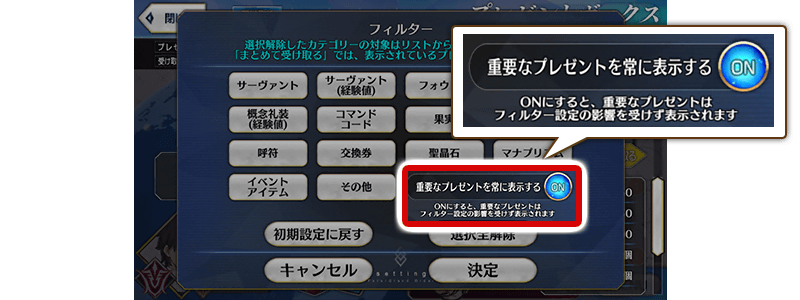 閉
プレゼントボックス
フィルター
選択解除したカテゴリーの対象はリストから
「まとめて受け取る」では、表示されているプレ
プレゼ
受け取
サーヴァント
サーヴァント
(経験値)
フォウ
概念礼装
(経験値)
コマンド
コード
果実
呼符
交換券
聖晶石
マナプリズム
イベント
アイテム
その他
重要なプレゼントを常に表示する ON
ONにすると、重要なプレゼントは
フィルター設定の影響を受けず表示されます
重要なプレゼントを常に表示する ON
ONにすると、重要なプレゼントは
フィルター設定の影響を受けず表示されます
初期設定に戻す
選択全解除
キャンセル
決定
setting